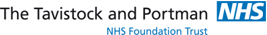 The Tavistock and Portman NHS
NHS Foundation Trust